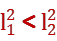 l₁² < l₂²